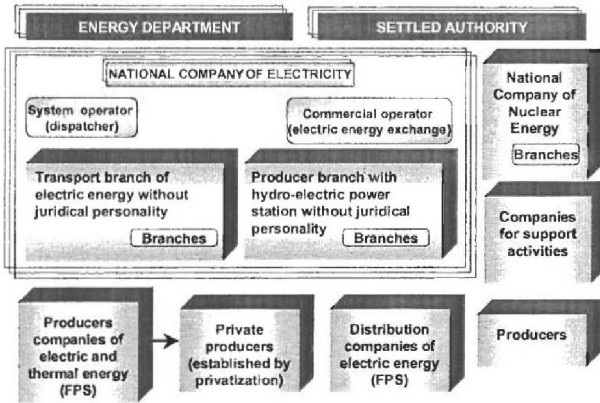 ENERGY DEPARTMENT
SETTLED AUTHORITY
NATIONAL COMPANY OF ELECTRICITY
System operator
(dispatcher)
Commercial operator
(electric energy exchange)
Transport branch of
electric energy without
juridical personality
Branches
Producer branch with
hydro-electric power
station without juridical
personality
Branches
National
Company of
Nuclear
Energy
Branches
Companies
for support
activities
Producers
companies of
electric and
thermal energy
(FPS)
Private
producers
(established by
privatization)
Distribution
companies of
electric energy
(FPS)
Producers